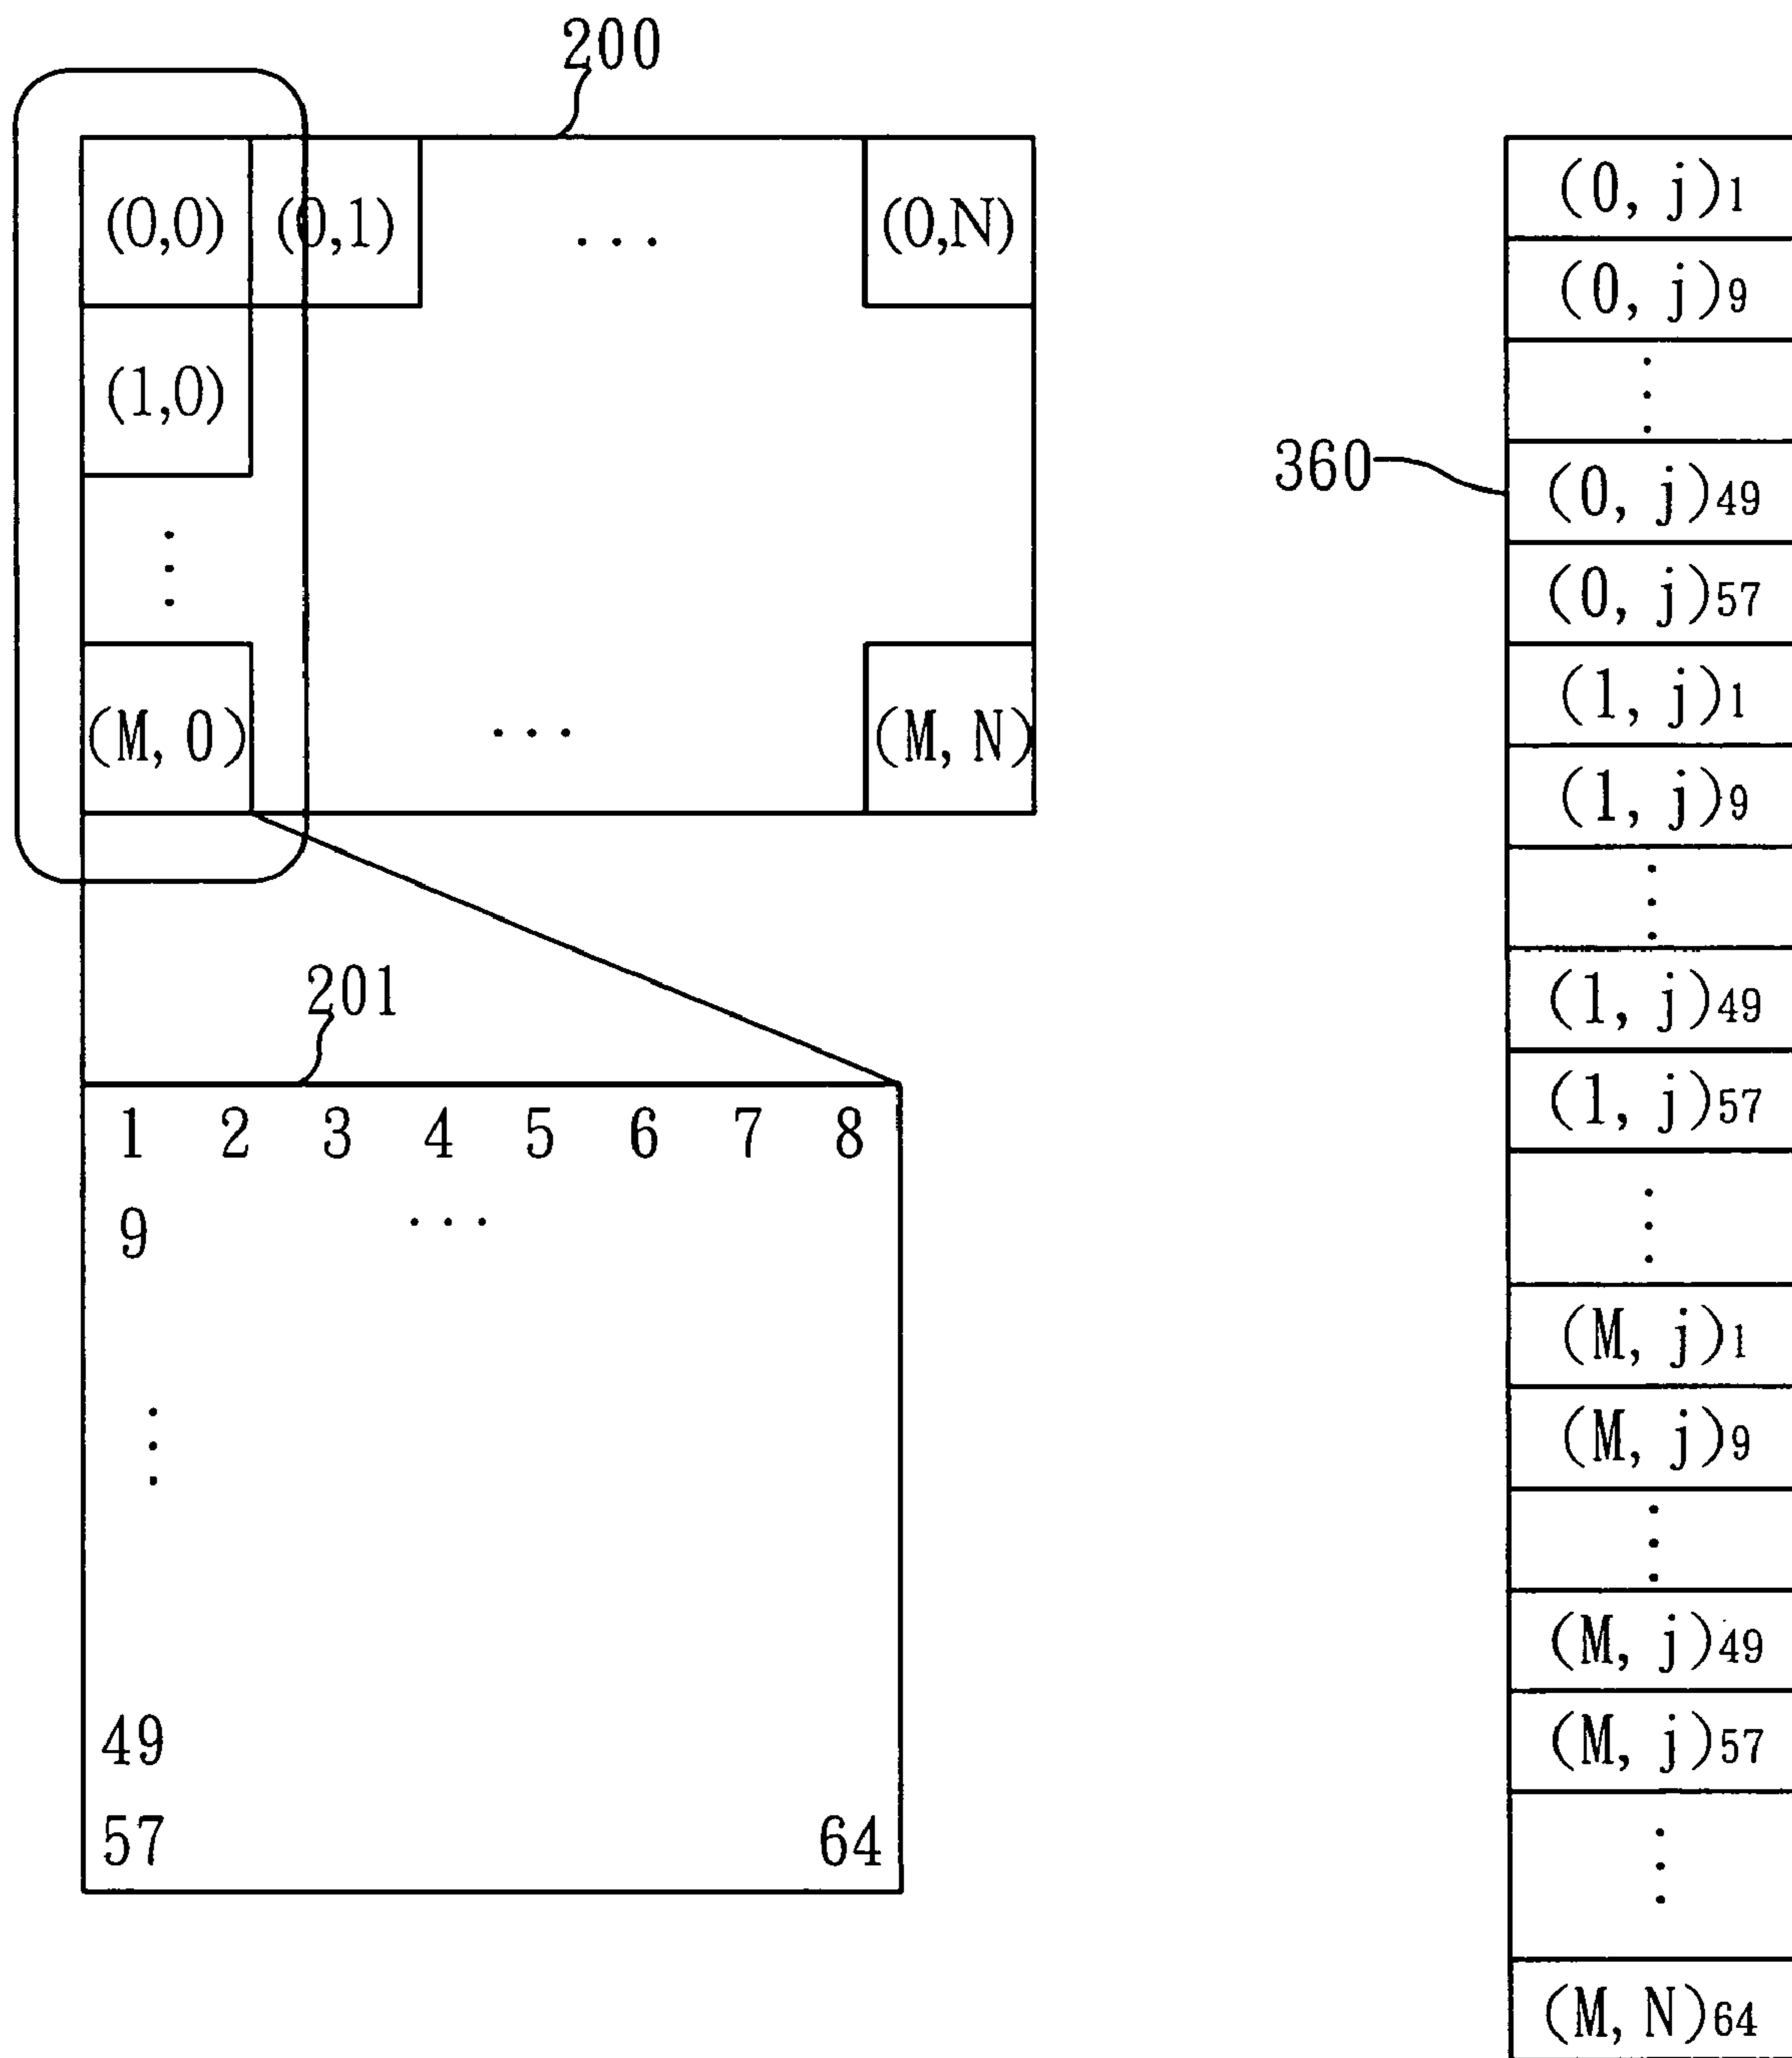 200
(0,0) (0,1) ... (0,N)
(1,0)
⋮
(M, 0) ... (M, N)
201
1 2 3 4 5 6 7 8
9 ...
⋮
49
57 64
360
(0, j)1
(0, j)9
⋮
(0, j)49
(0, j)57
(1, j)1
(1, j)9
⋮
(1, j)49
(1, j)57
⋮
(M, j)1
(M, j)9
⋮
(M, j)49
(M, j)57
⋮
(M, N)64